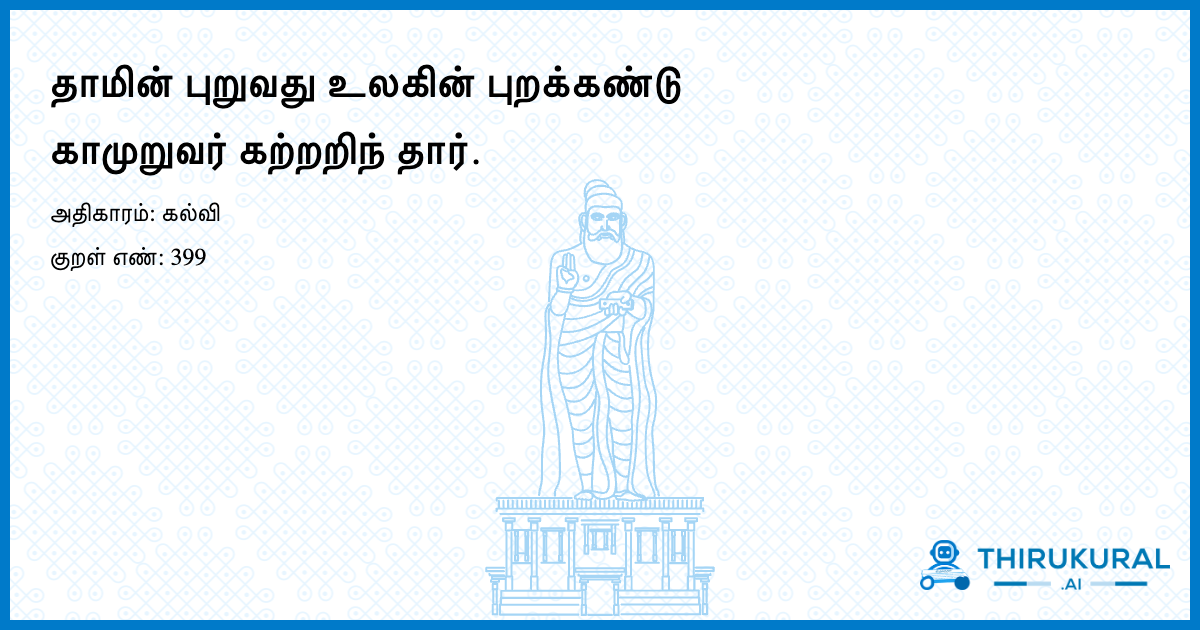 தாமின் புறுவது உலகின் புறக்கண்டு
காமுறுவர் கற்றறிந் தார்.
அதிகாரம்: கல்வி
குறள் எண்: 399
THIRUKURAL
.AI